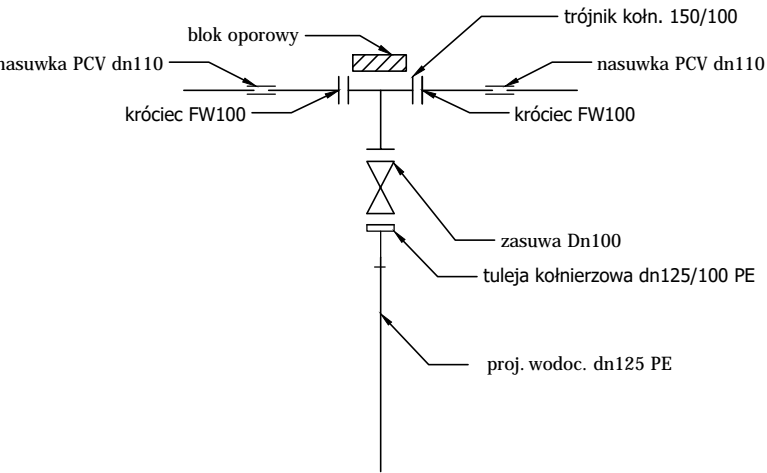 trójnik kołn. 150/100
blok oporowy
nasuwka PCV dn110
nasuwka PCV dn110
króciec FW100
króciec FW100
zasuwa Dn100
tuleja kołnierzowa dn125/100 PE
proj. wodoc. dn125 PE